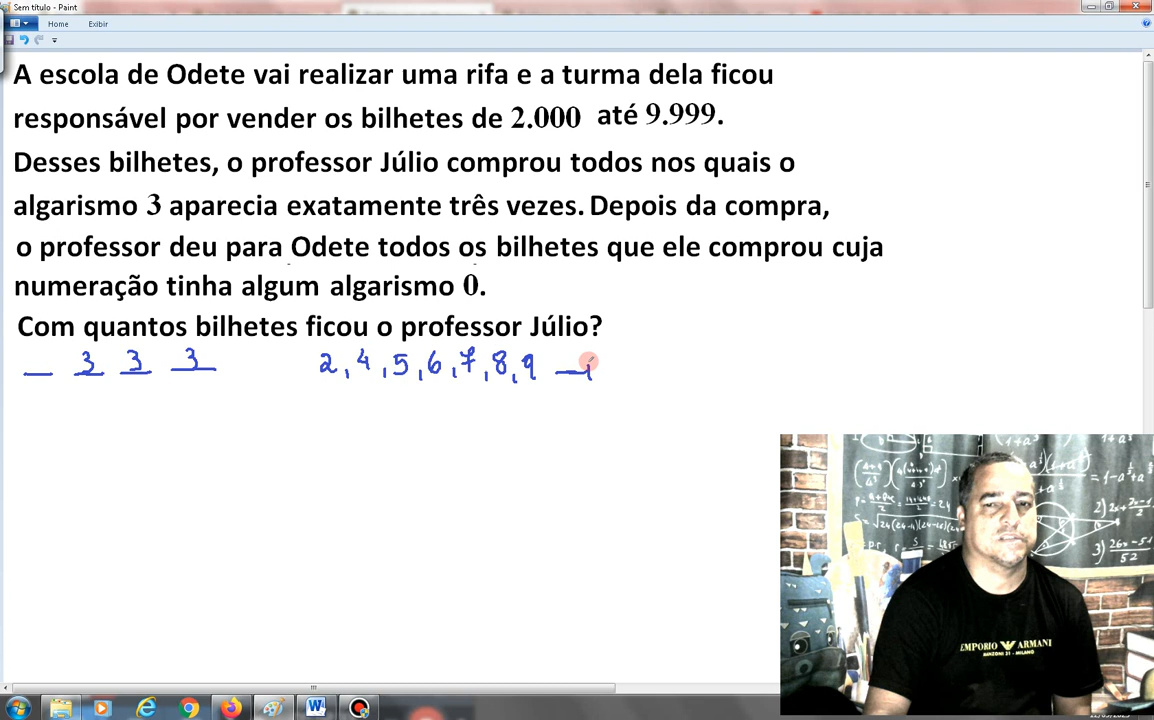 Sem título - Paint
Home Exibir
A escola de Odete vai realizar uma rifa e a turma dela ficou
responsável por vender os bilhetes de 2.000 até 9.999.
Desses bilhetes, o professor Júlio comprou todos nos quais o
algarismo 3 aparecia exatamente três vezes. Depois da compra,
o professor deu para Odete todos os bilhetes que ele comprou cuja
numeração tinha algum algarismo 0.
Com quantos bilhetes ficou o professor Júlio?
_ 3 3 3 2, 4, 5, 6, 7, 8, 9
EMPORIO ARMANI